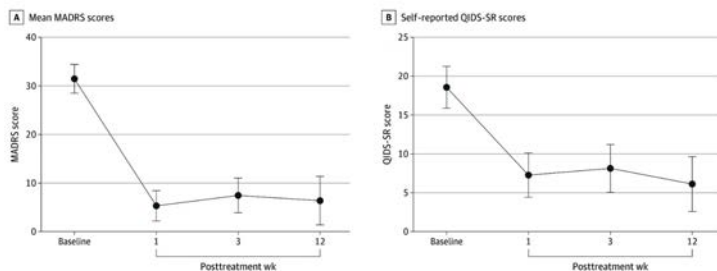 A Mean MADRS scores
40
30
20
10
0
MADRS score
Baseline
1
3
12
Posttreatment wk
B Self-reported QIDS-SR scores
25
20
15
10
5
0
QIDS-SR score
Baseline
1
3
12
Posttreatment wk